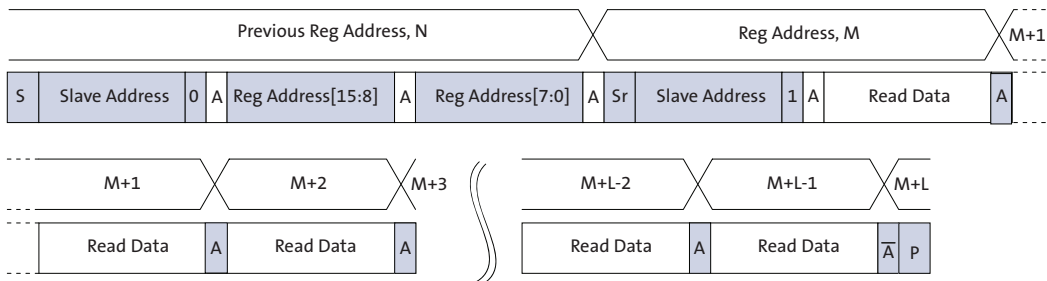 Previous Reg Address, N Reg Address, M M+1
S Slave Address 0 A Reg Address[15:8] A Reg Address[7:0] A Sr Slave Address 1 A Read Data A
M+1 M+2 M+3 M+L-2 M+L-1 M+L
Read Data A Read Data A Read Data A Read Data A̅ P